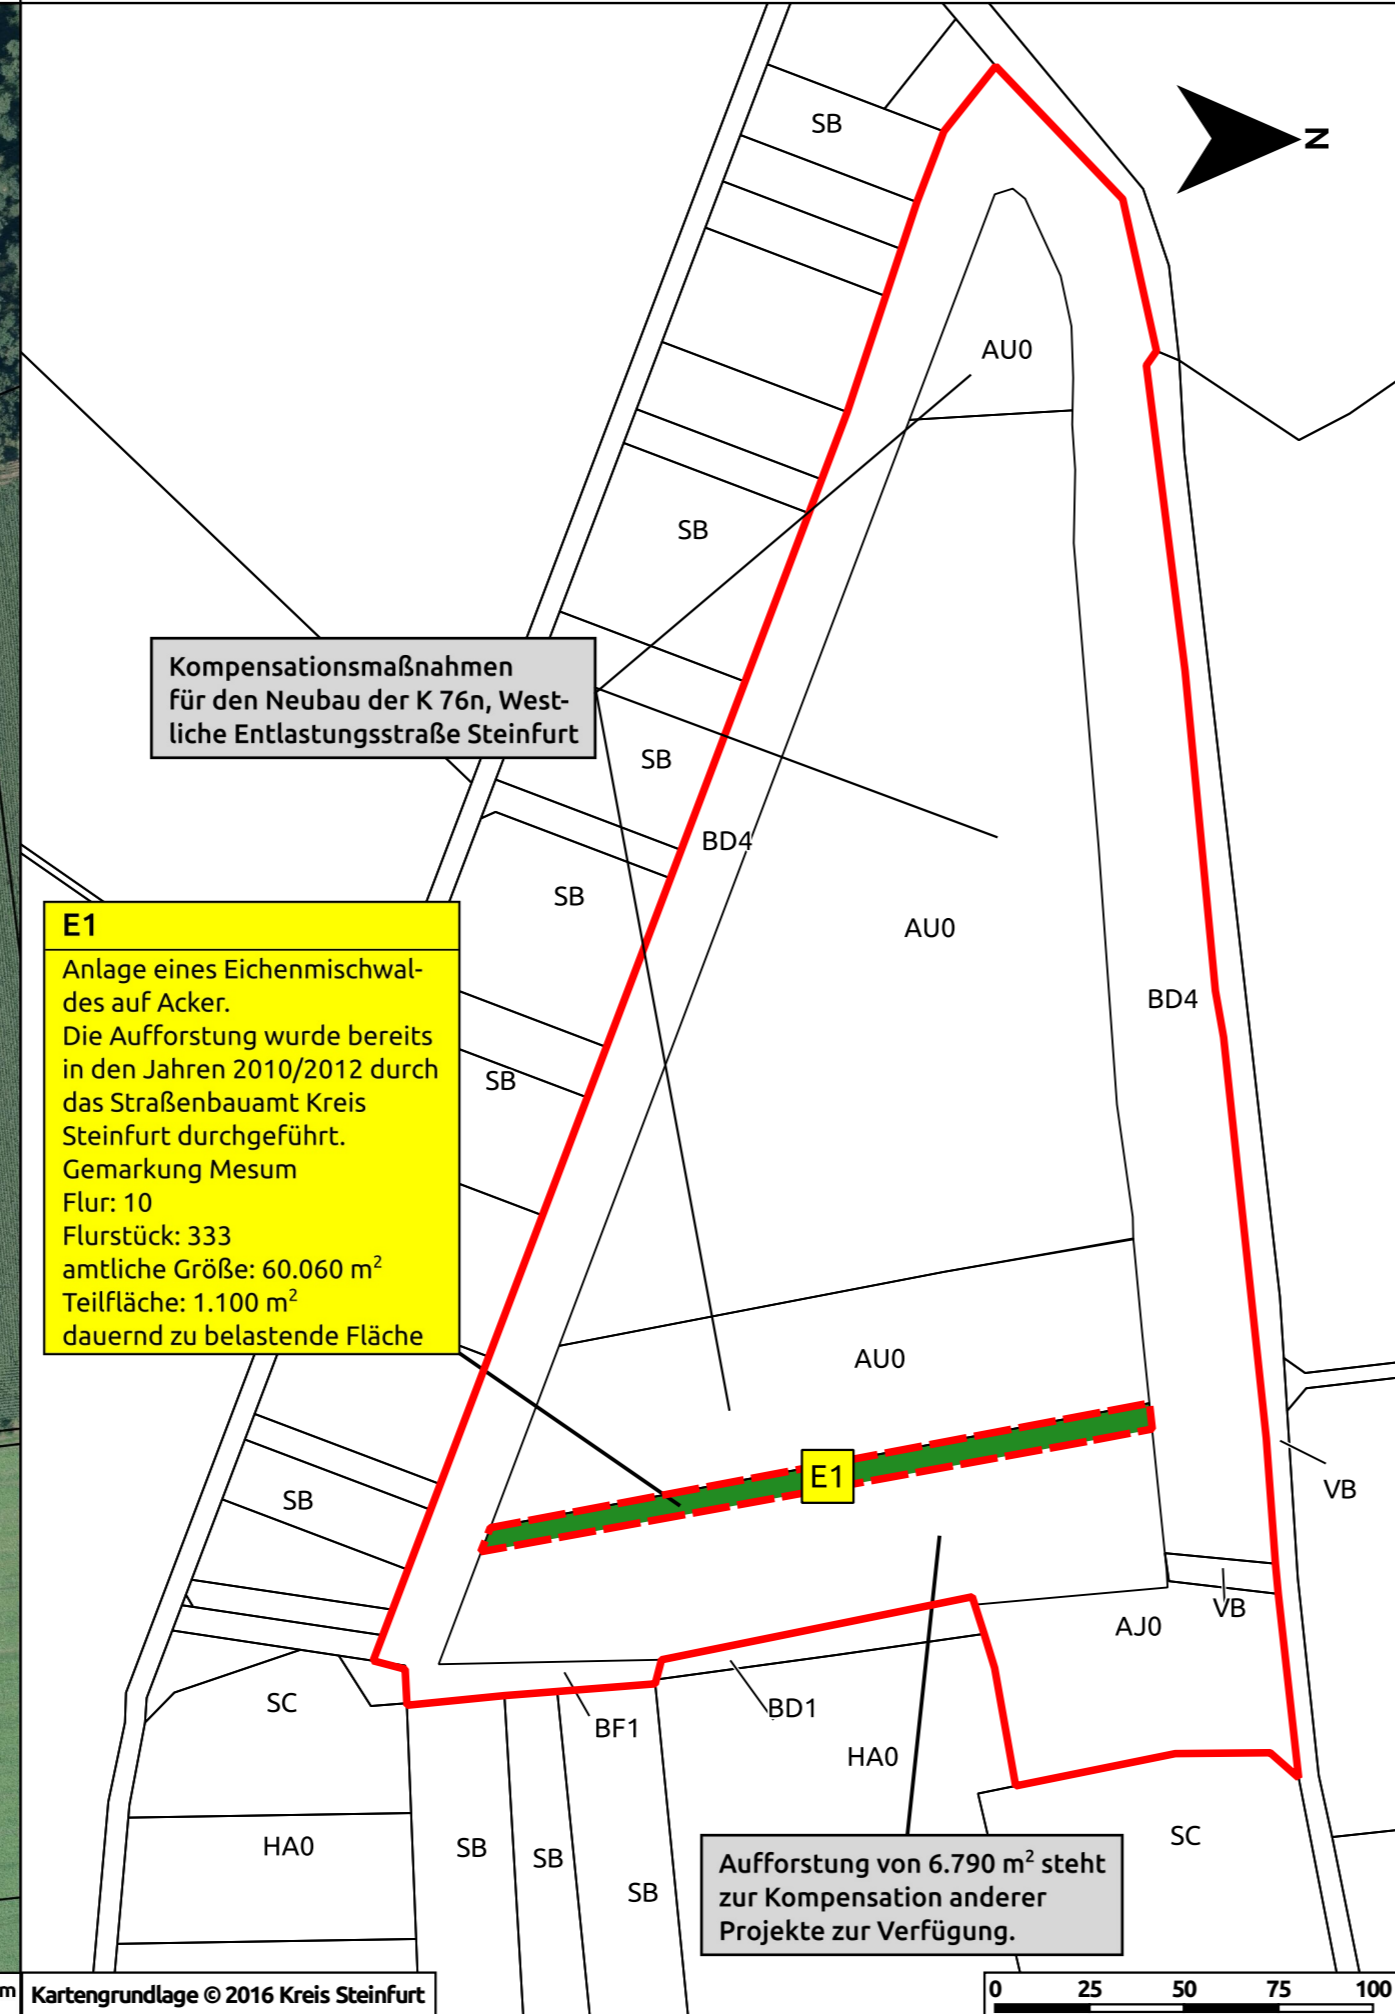 SB
N
AU0
SB
Kompensationsmaßnahmen
für den Neubau der K 76n, West-
liche Entlastungsstraße Steinfurt
SB
BD4
SB
AU0
E1
Anlage eines Eichenmischwal-
des auf Acker.
Die Aufforstung wurde bereits
in den Jahren 2010/2012 durch
das Straßenbauamt Kreis
Steinfurt durchgeführt.
Gemarkung Mesum
Flur: 10
Flurstück: 333
amtliche Größe: 60.060 m²
Teilfläche: 1.100 m²
dauernd zu belastende Fläche
BD4
SB
AU0
E1
VB
SB
VB
AJ0
SC
BD1
BF1
HA0
SC
HA0
SB
SB
SB
Aufforstung von 6.790 m² steht
zur Kompensation anderer
Projekte zur Verfügung.
m
Kartengrundlage © 2016 Kreis Steinfurt
0 25 50 75 100